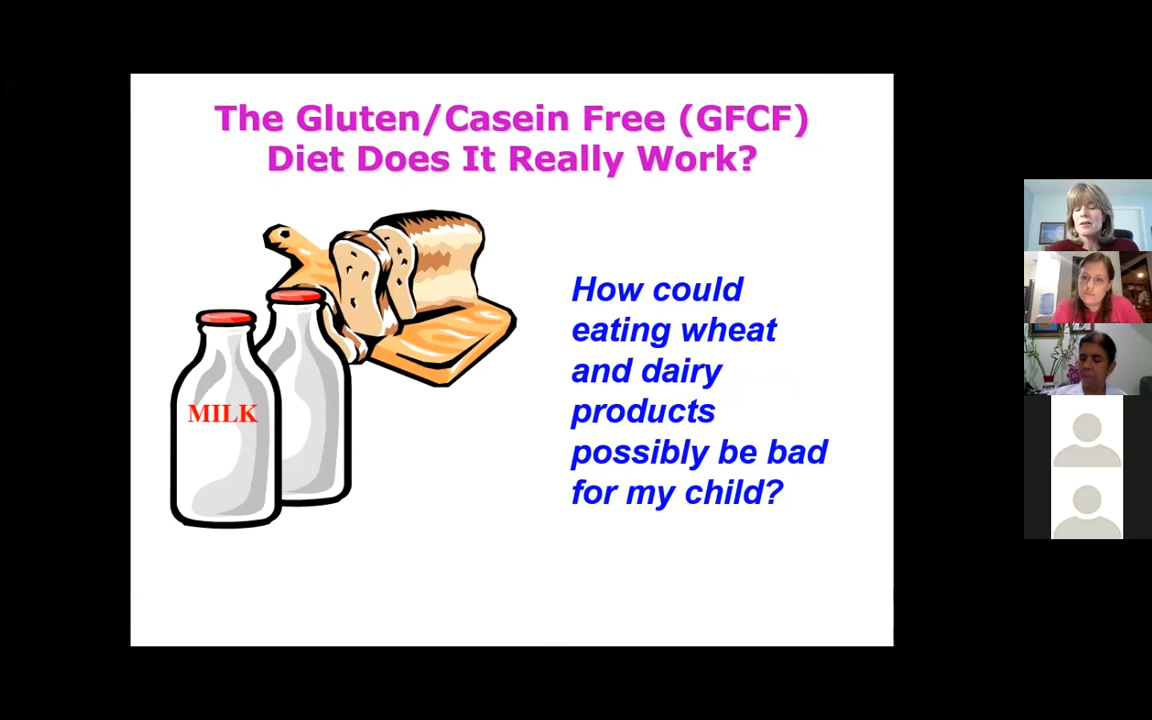 The Gluten/Casein Free (GFCF)
Diet Does It Really Work?
How could
eating wheat
and dairy
products
possibly be bad
for my child?
MILK